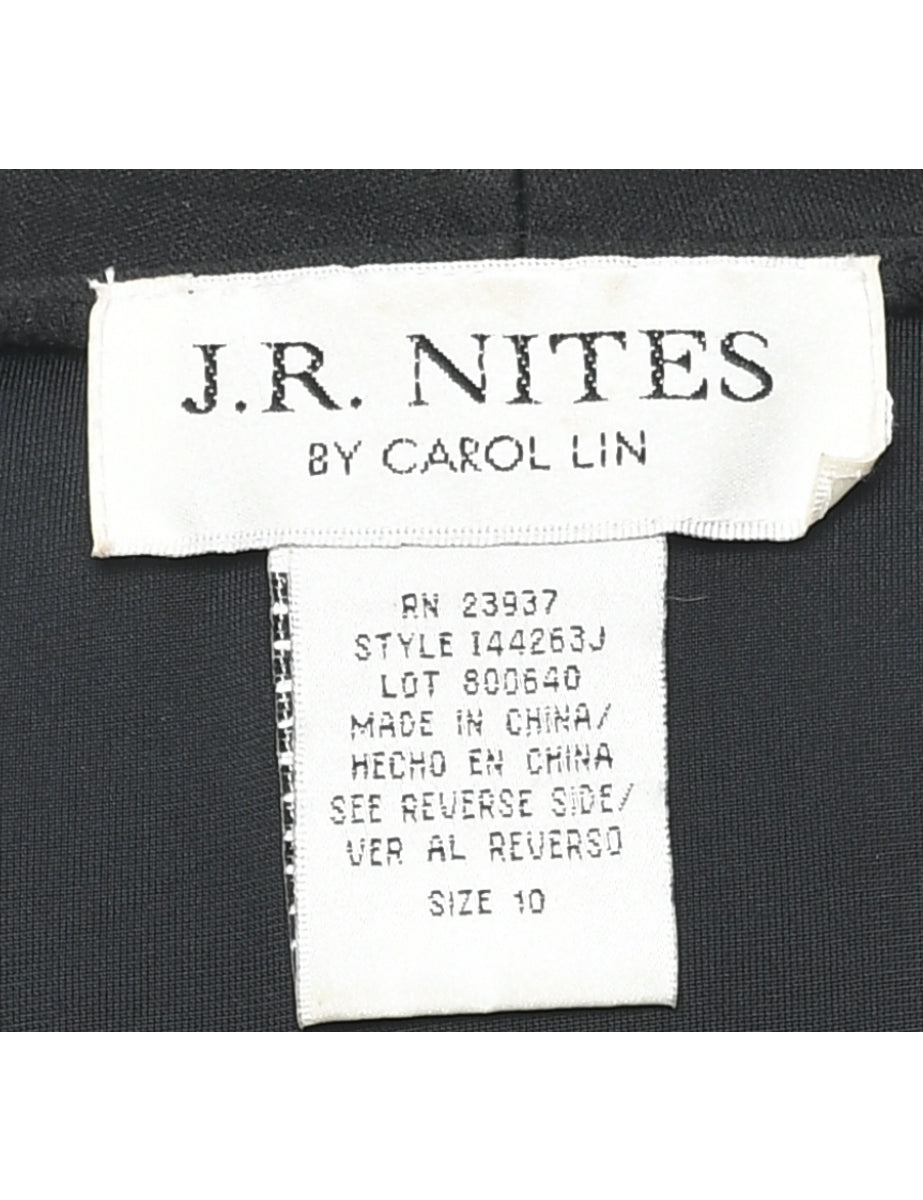 J.R. NITES
BY CAROL LIN
RN 23937
STYLE I44263J
LOT 800640
MADE IN CHINA/
HECHO EN CHINA
SEE REVERSE SIDE/
VER AL REVERSO
SIZE 10